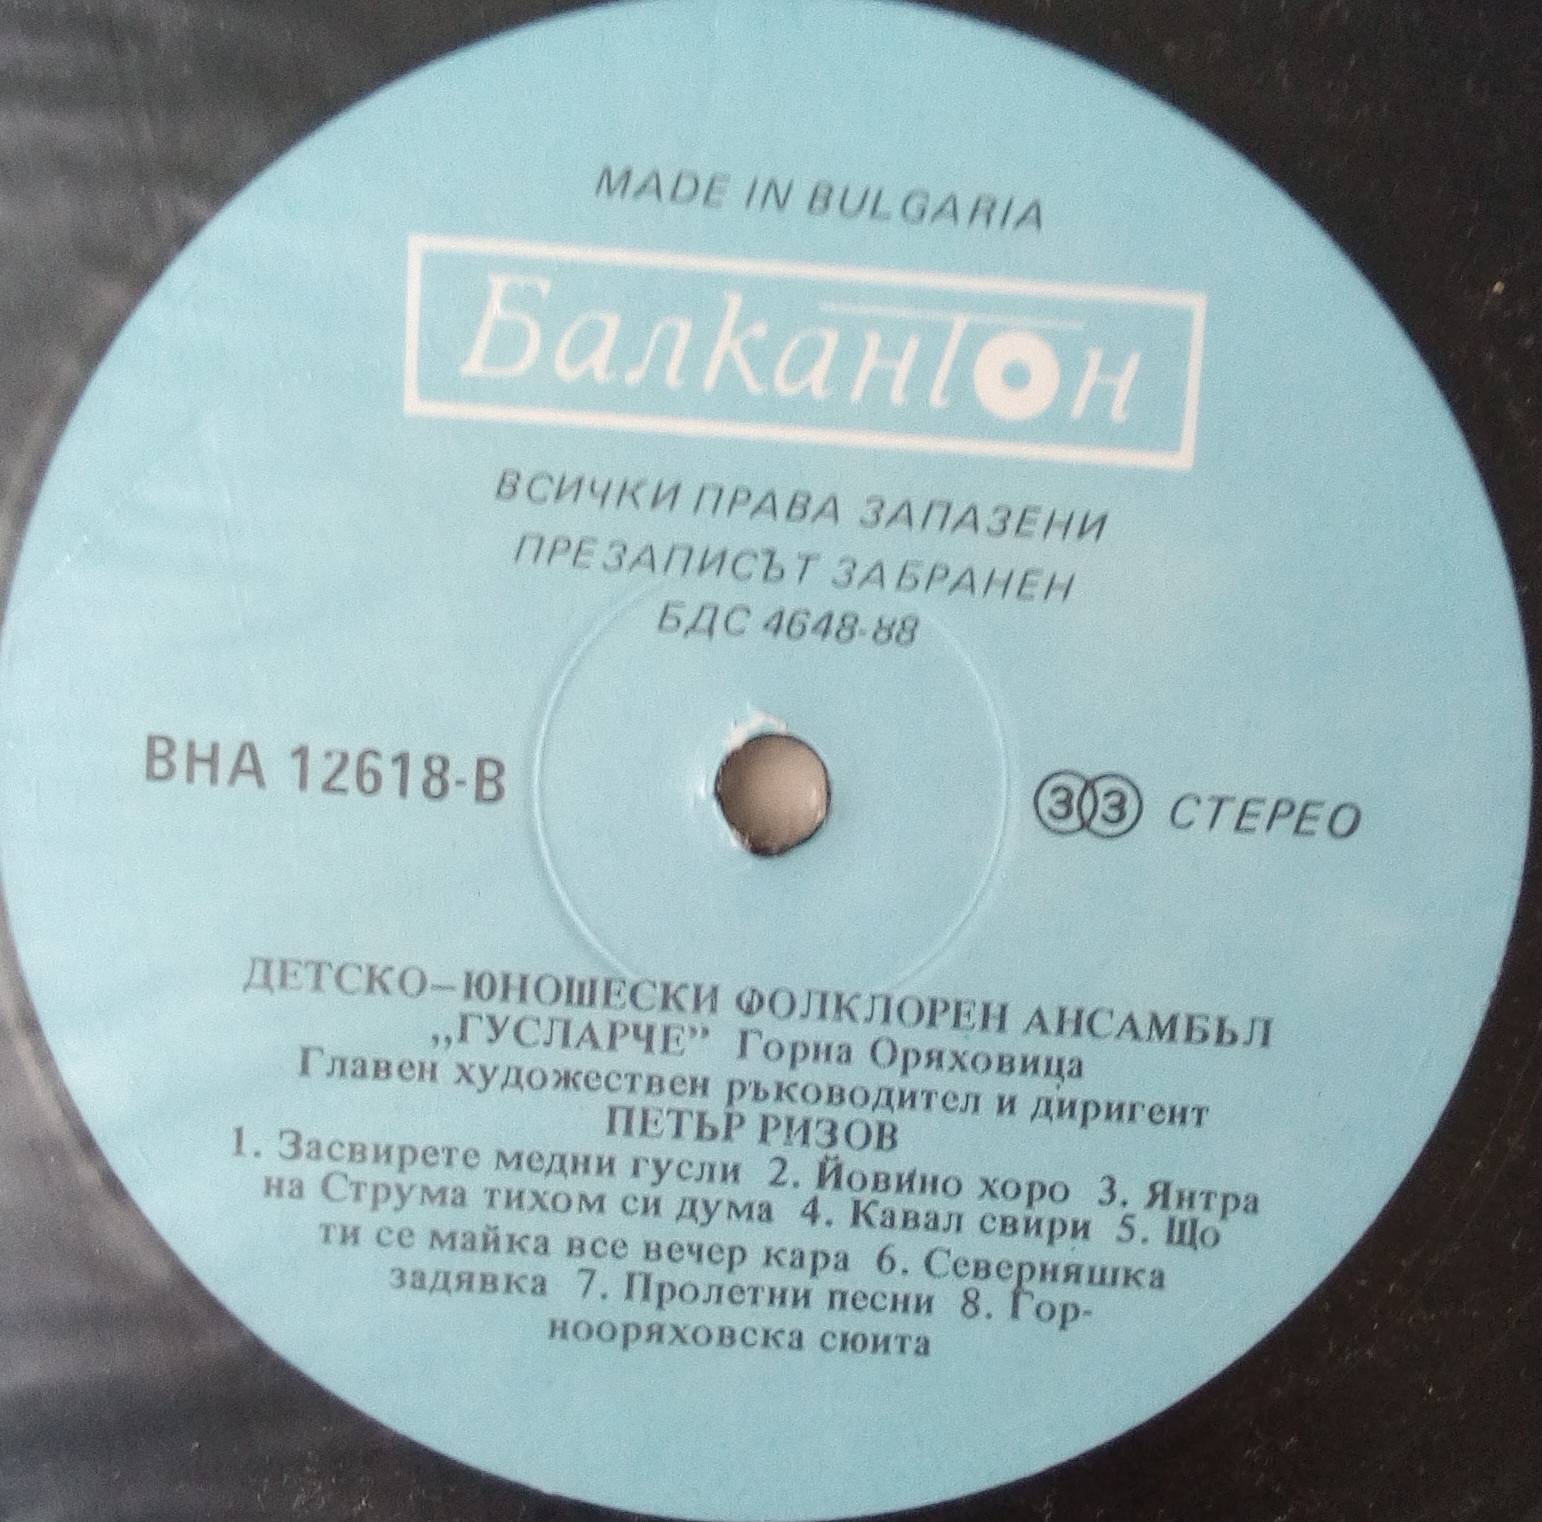 MADE IN BULGARIA
Балкантон
ВСИЧКИ ПРАВА ЗАПАЗЕНИ
ПРЕЗАПИСЪТ ЗАБРАНЕН
БДС 4648-88
ВНА 12618-В
33 СТЕРЕО
ДЕТСКО–ЮНОШЕСКИ ФОЛКЛОРЕН АНСАМБЬЛ
„ГУСЛАРЧЕ” Горна Оряховица
Главен художествен ръководител и диригент
ПЕТЬР РИЗОВ
1. Засвирете медни гусли 2. Йовино хоро 3. Янтра
на Струма тихом си дума 4. Кавал свири 5. Що
ти се майка все вечер кара 6. Северняшка
задявка 7. Пролетни песни 8. Гор-
нооряховска сюита